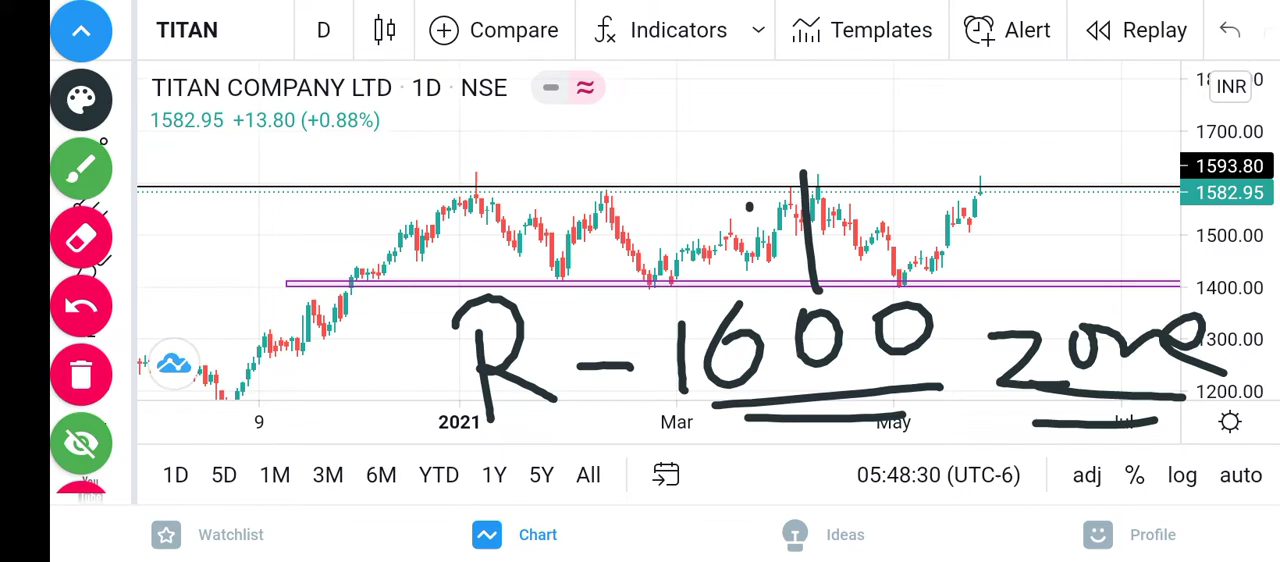 TITAN D Compare Indicators Templates Alert Replay
TITAN COMPANY LTD · 1D · NSE
INR
1582.95 +13.80 (+0.88%)
1700.00
1593.80
1582.95
1500.00
1400.00
R - 1600 zone
1300.00
1200.00
9 2021 Mar May Jul
1D 5D 1M 3M 6M YTD 1Y 5Y All 05:48:30 (UTC-6) adj % log auto
Watchlist Chart Ideas Profile